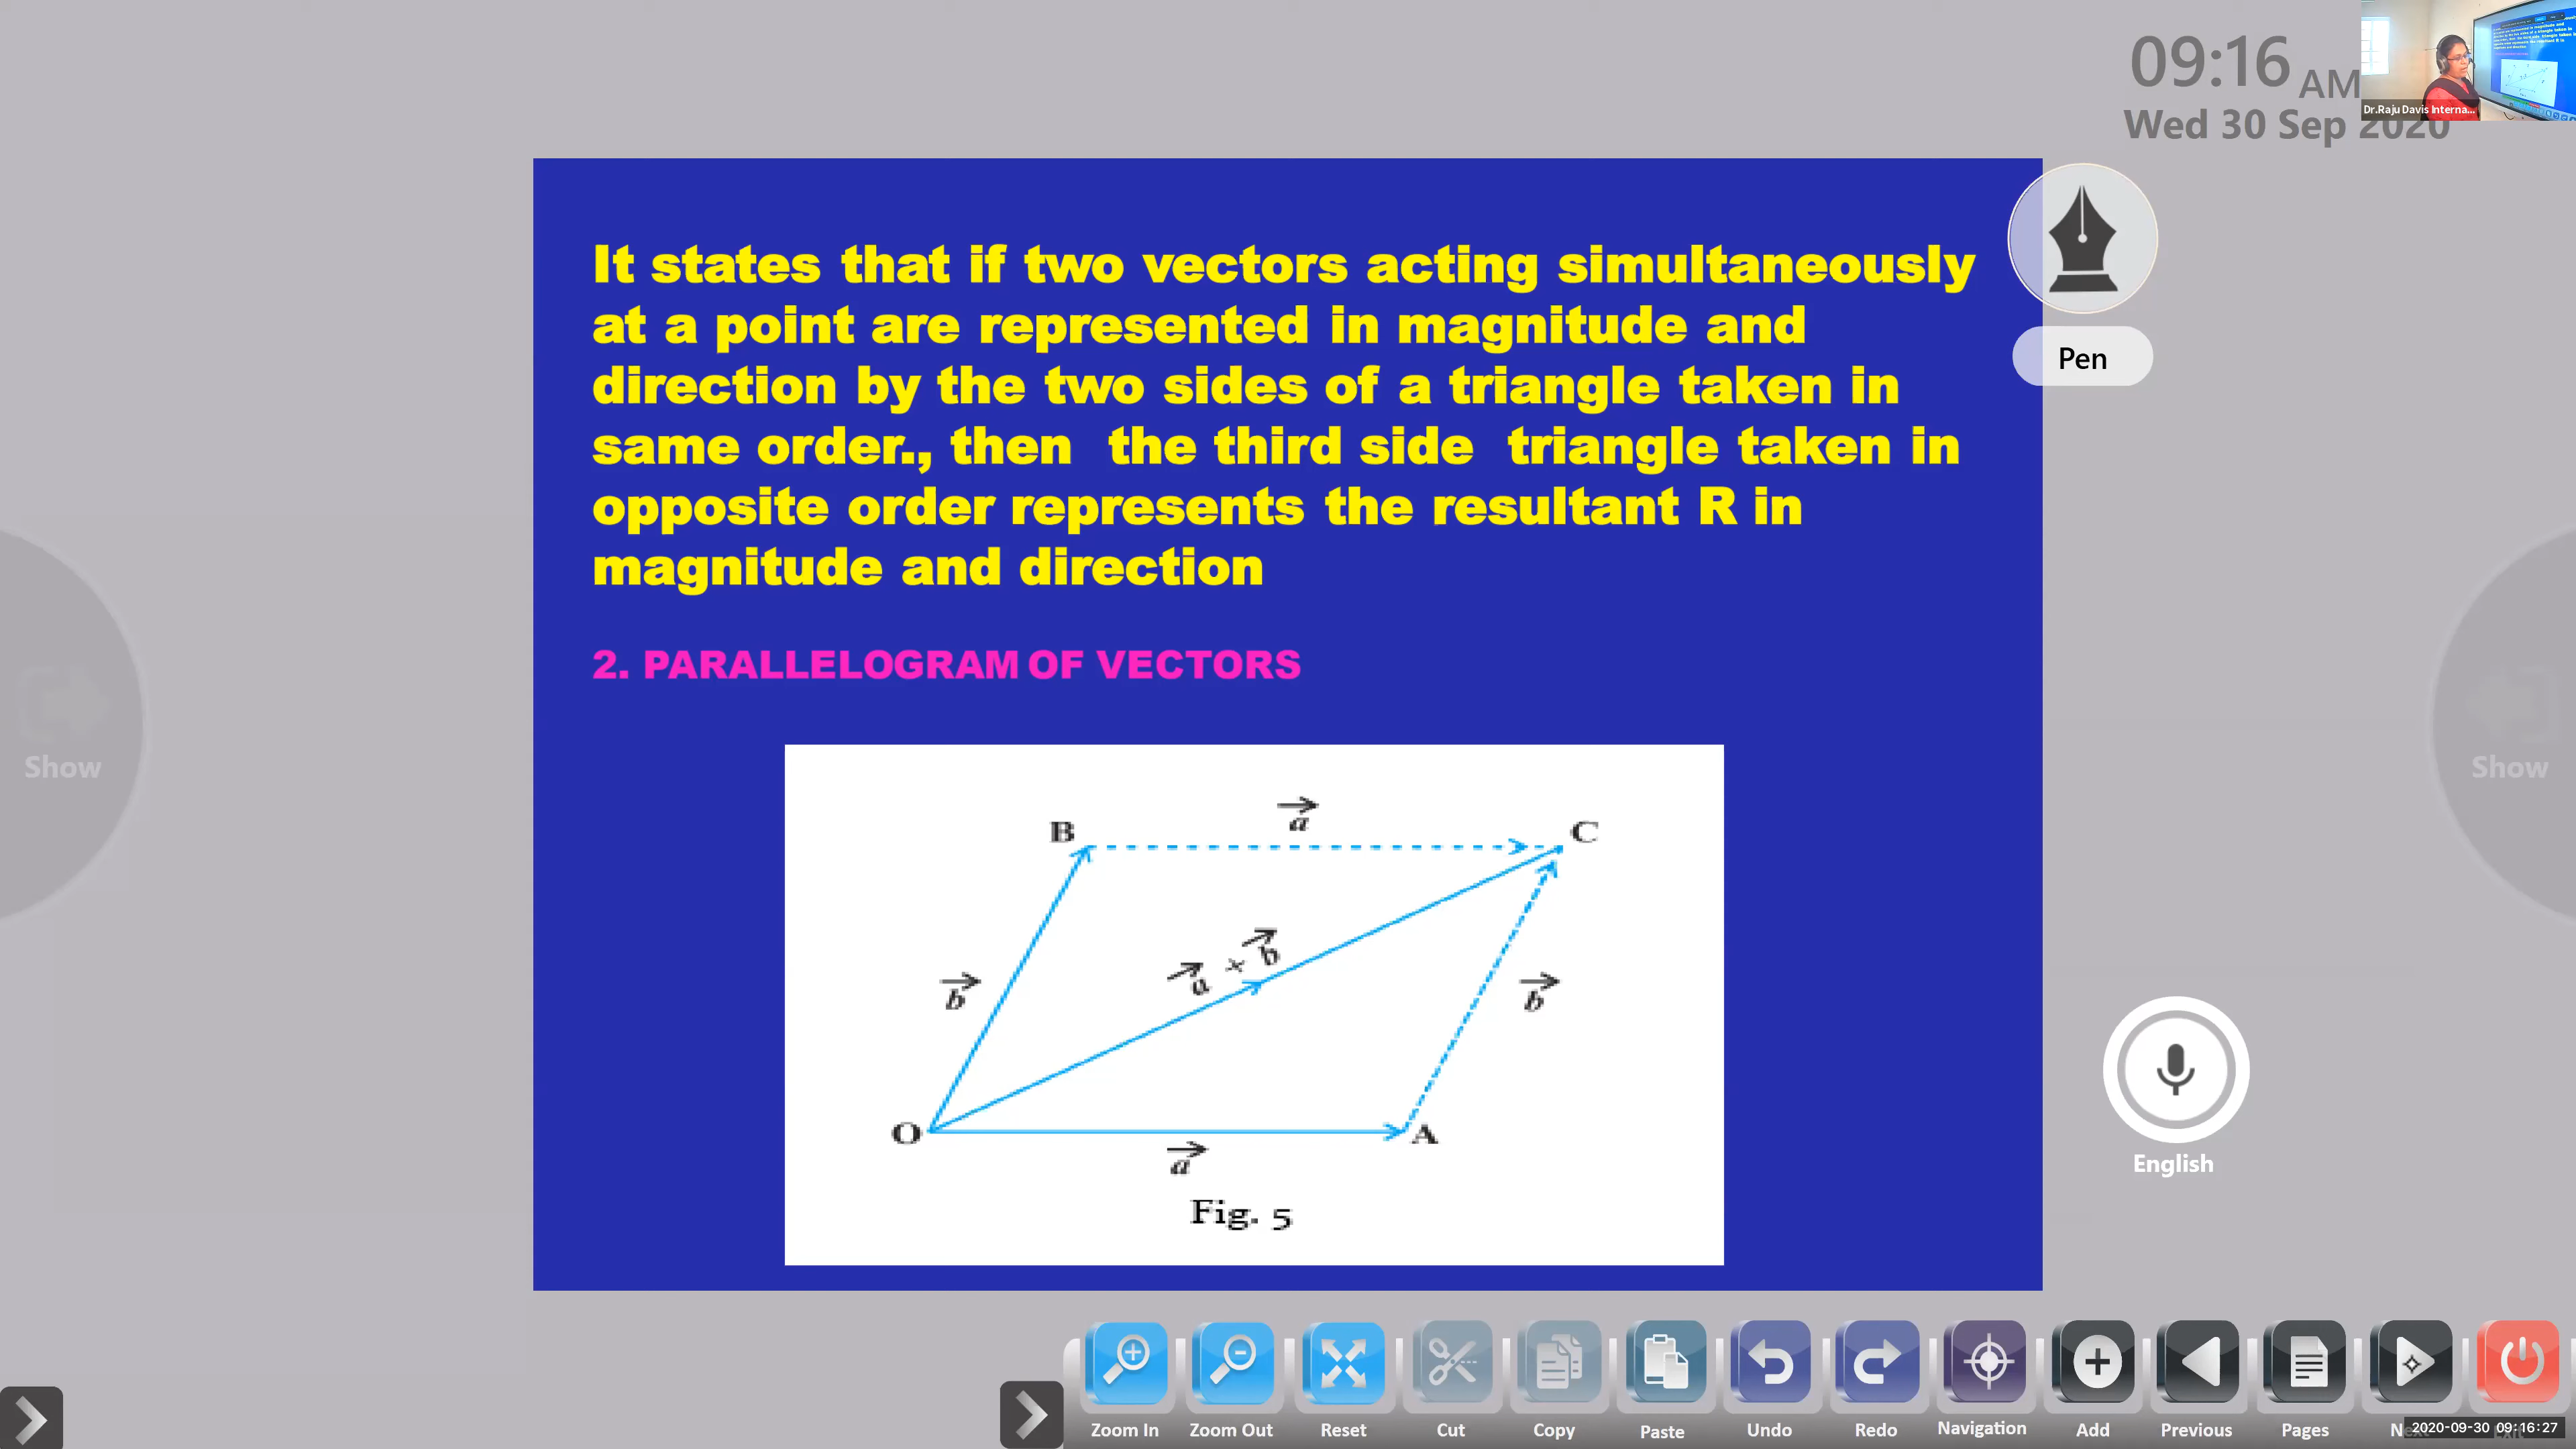 09:16 AM
Wed 30 Sep 2020
Dr.Raju Davis Interna...
It states that if two vectors acting simultaneously
at a point are represented in magnitude and
direction by the two sides of a triangle taken in
same order., then the third side triangle taken in
opposite order represents the resultant R in
magnitude and direction
Pen
2. PARALLELOGRAM OF VECTORS
Show
Show
a
B
C
a × b
b
b
O
A
a
Fig. 5
English
Zoom In
Zoom Out
Reset
Cut
Copy
Paste
Undo
Redo
Navigation
Add
Previous
Pages
2020-09-30 09:16:27